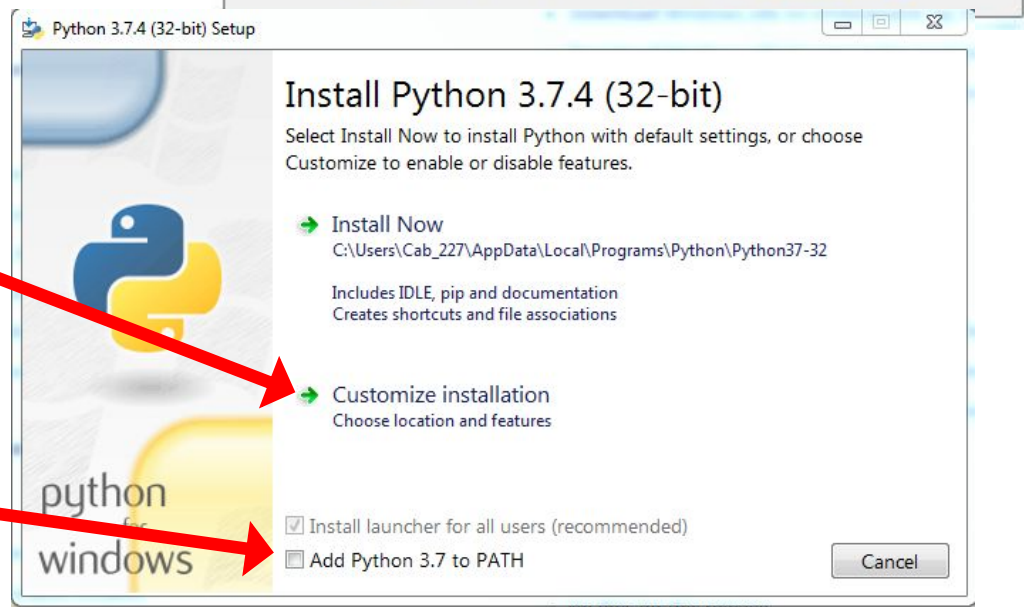 Python 3.7.4 (32-bit) Setup
Install Python 3.7.4 (32-bit)
Select Install Now to install Python with default settings, or choose
Customize to enable or disable features.
Install Now
C:\Users\Cab_227\AppData\Local\Programs\Python\Python37-32
Includes IDLE, pip and documentation
Creates shortcuts and file associations
Customize installation
Choose location and features
python
for
windows
Install launcher for all users (recommended)
Add Python 3.7 to PATH
Cancel